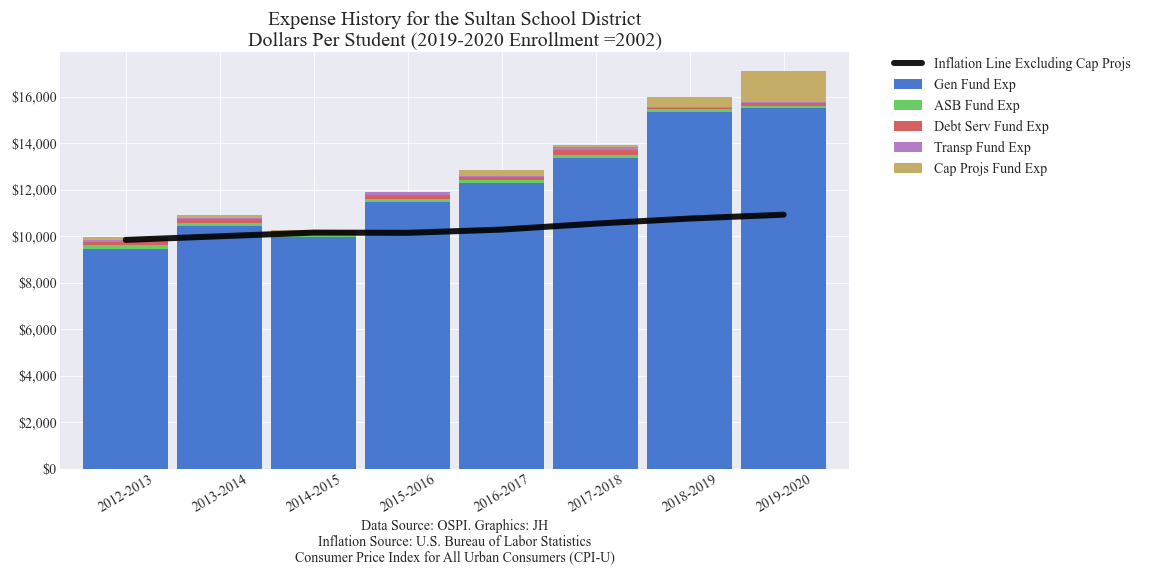 Expense History for the Sultan School District
Dollars Per Student (2019-2020 Enrollment =2002)
Inflation Line Excluding Cap Projs
Gen Fund Exp
ASB Fund Exp
Debt Serv Fund Exp
Transp Fund Exp
Cap Projs Fund Exp
$16,000
$14,000
$12,000
$10,000
$8,000
$6,000
$4,000
$2,000
$0
2012-2013
2013-2014
2014-2015
2015-2016
2016-2017
2017-2018
2018-2019
2019-2020
Data Source: OSPI. Graphics: JH
Inflation Source: U.S. Bureau of Labor Statistics
Consumer Price Index for All Urban Consumers (CPI-U)